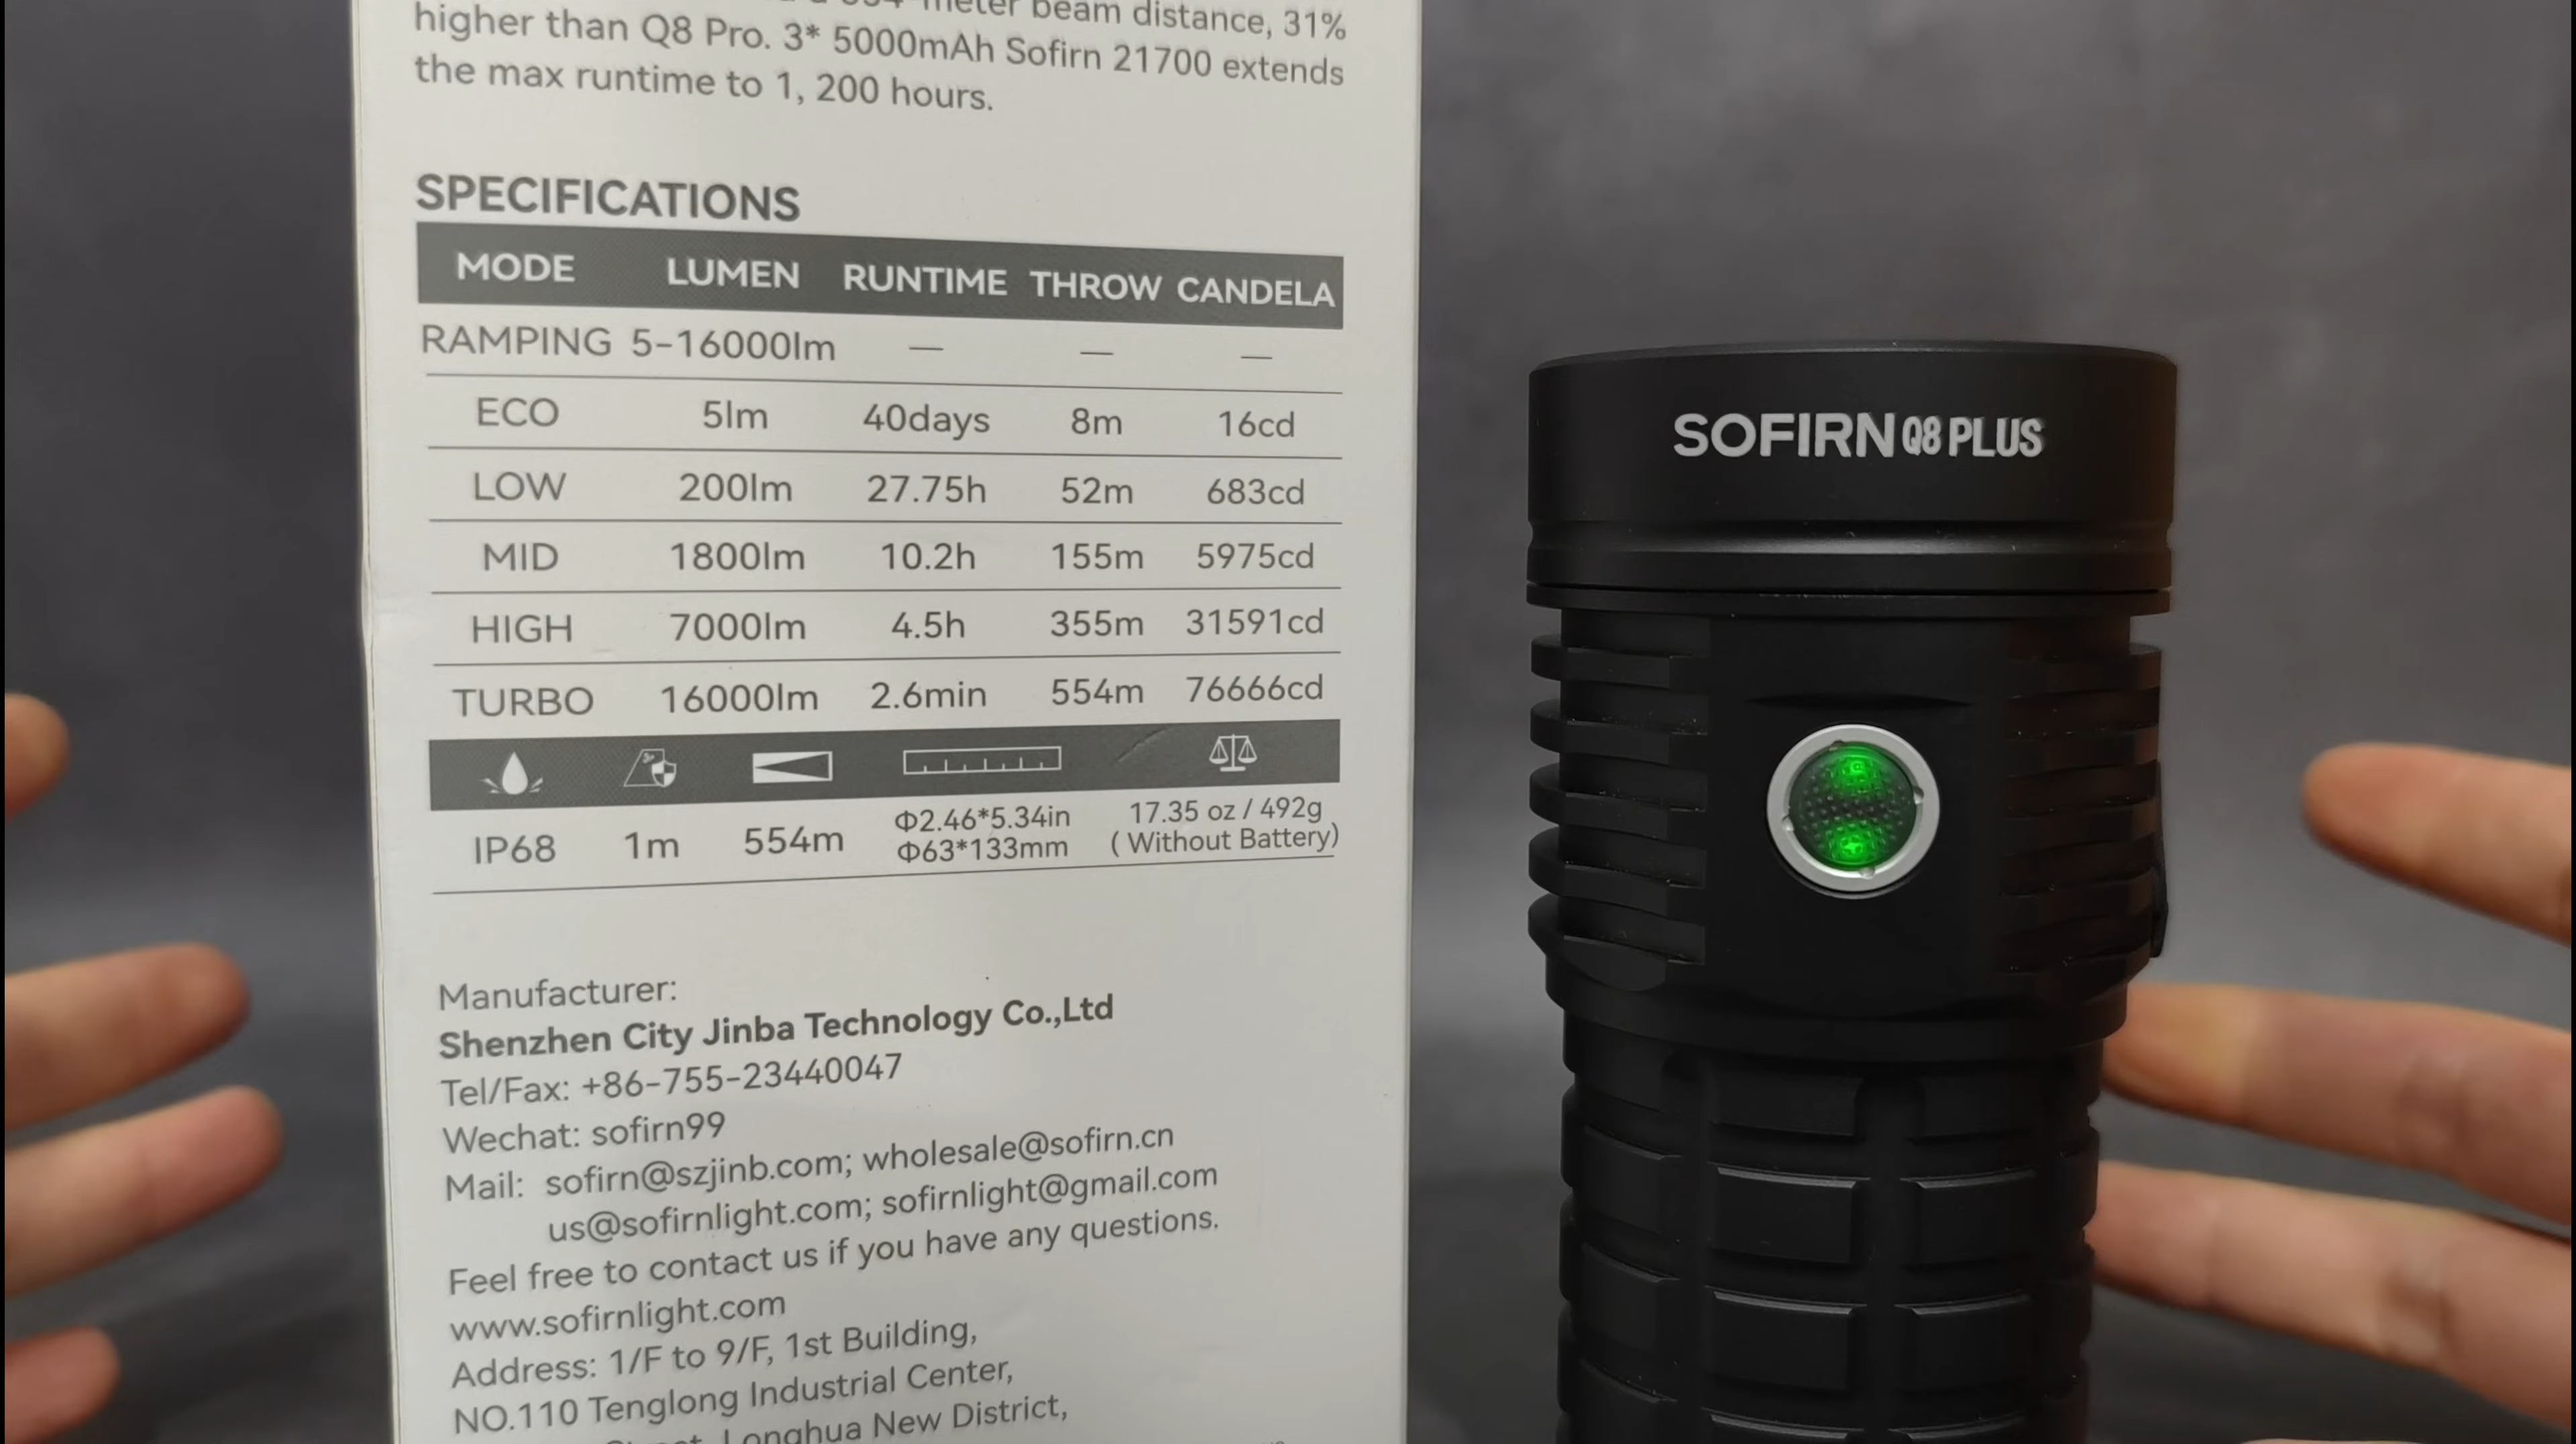 meter beam distance, 31%
higher than Q8 Pro. 3* 5000mAh Sofirn 21700 extends
the max runtime to 1, 200 hours.
SPECIFICATIONS
MODE LUMEN RUNTIME THROW CANDELA
RAMPING 5-16000lm — — —
ECO 5lm 40days 8m 16cd
LOW 200lm 27.75h 52m 683cd
MID 1800lm 10.2h 155m 5975cd
HIGH 7000lm 4.5h 355m 31591cd
TURBO 16000lm 2.6min 554m 76666cd
IP68 1m 554m Φ2.46*5.34in 17.35 oz / 492g
Φ63*133mm ( Without Battery)
Manufacturer:
Shenzhen City Jinba Technology Co.,Ltd
Tel/Fax: +86-755-23440047
Wechat: sofirn99
Mail: sofirn@szjinb.com; wholesale@sofirn.cn
us@sofirnlight.com; sofirnlight@gmail.com
Feel free to contact us if you have any questions.
www.sofirnlight.com
Address: 1/F to 9/F, 1st Building,
NO.110 Tenglong Industrial Center,
Longhua New District,
SOFIRN Q8 PLUS